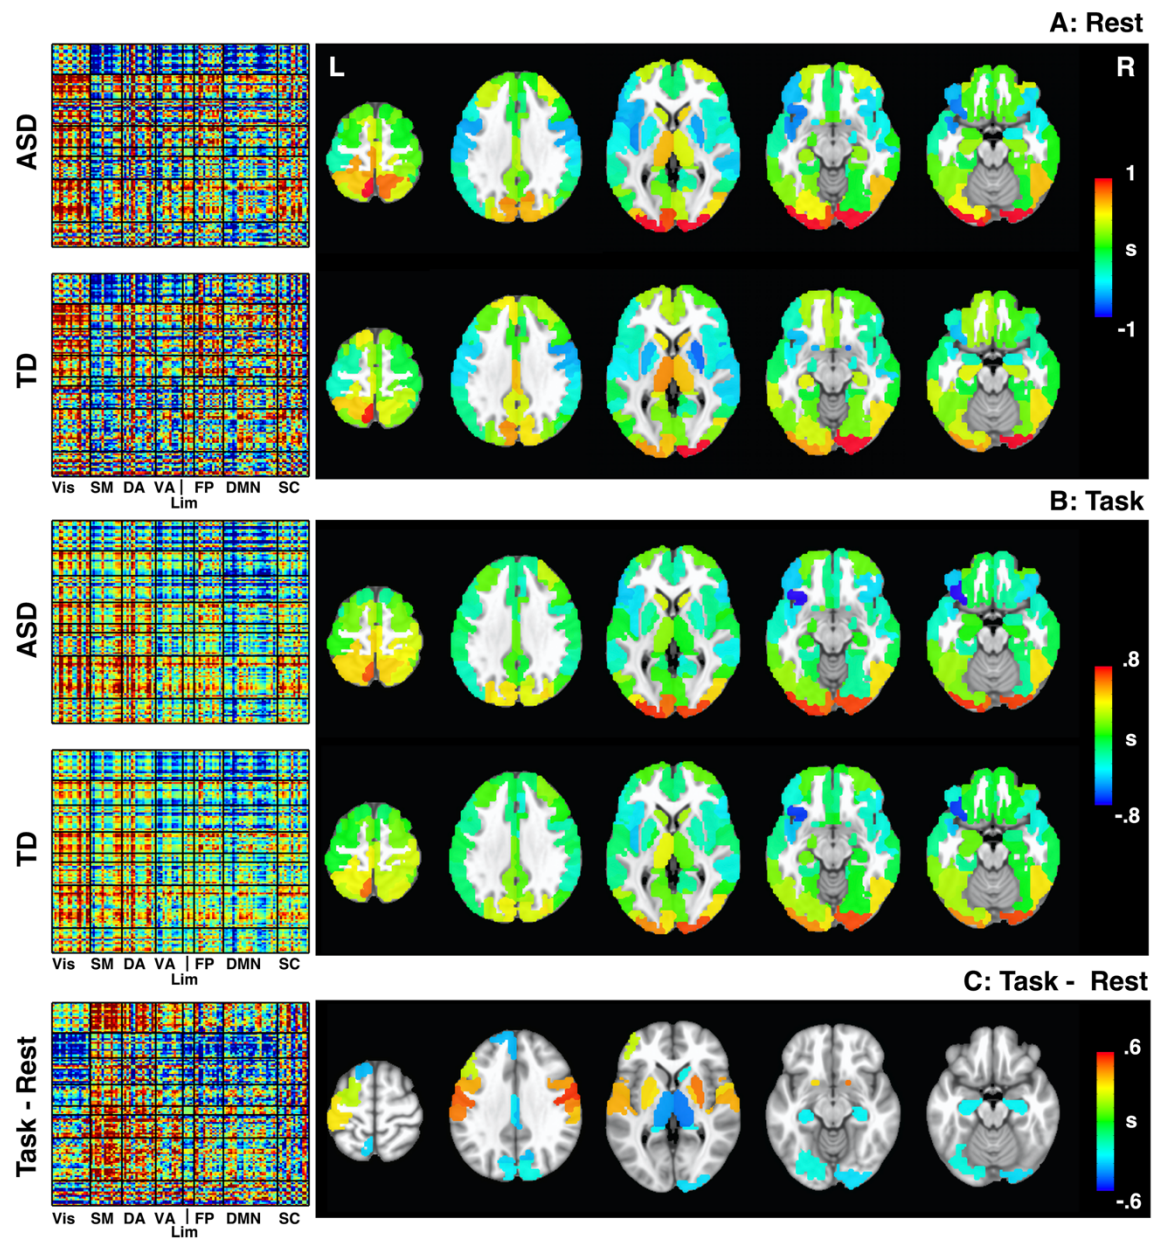 A: Rest
L
R
ASD
1
s
-1
TD
Vis SM DA VA | FP DMN SC
Lim
B: Task
ASD
.8
s
-.8
TD
Vis SM DA VA | FP DMN SC
Lim
C: Task - Rest
Task - Rest
.6
s
-.6
Vis SM DA VA | FP DMN SC
Lim